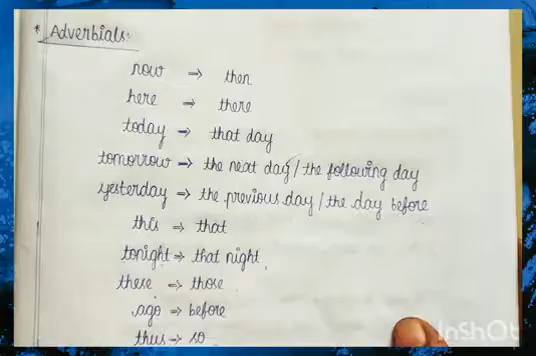 * Adverbials:
now → then
here → there
today → that day
tomorrow → the next day / the following day
yesterday → the previous day / the day before
this → that
tonight → that night
these → those
ago → before
thus → so
InShOt